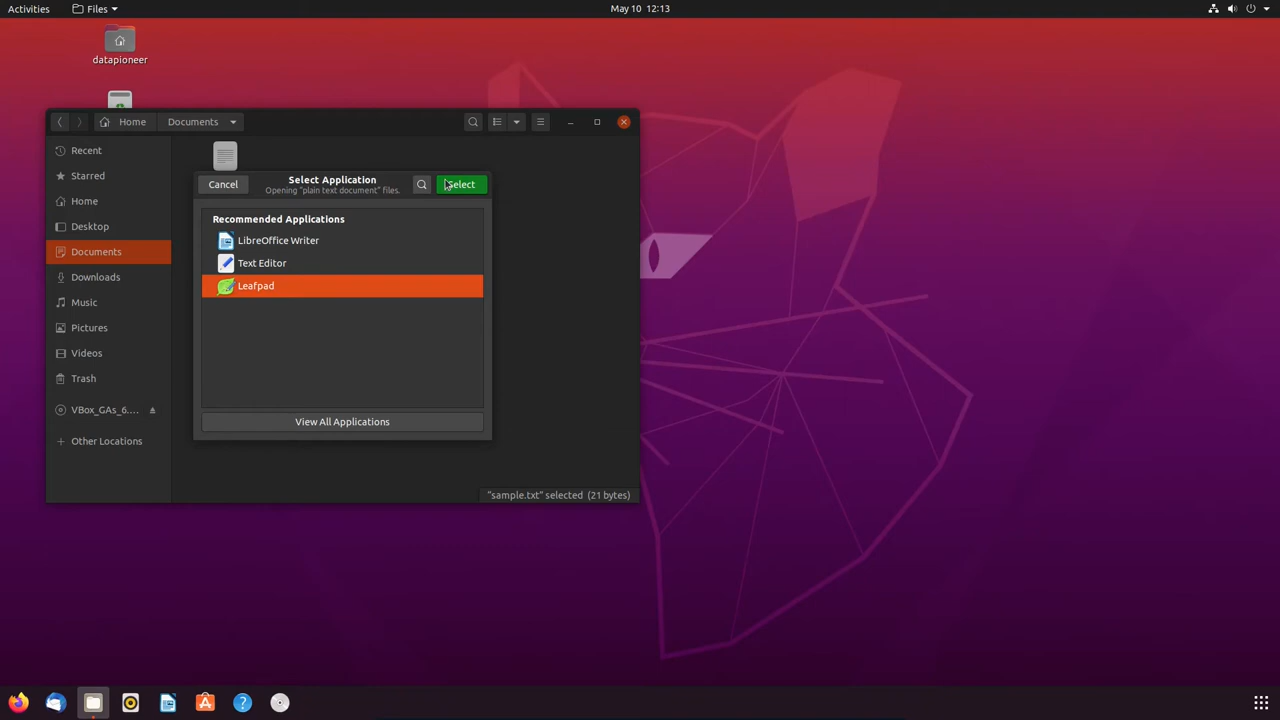 Activities
Files
May 10 12:13
datapioneer
Home
Documents
Recent
Starred
Home
Desktop
Documents
Downloads
Music
Pictures
Videos
Trash
VBox_GAs_6....
Other Locations
Cancel
Select Application
Opening "plain text document" files.
Select
Recommended Applications
LibreOffice Writer
Text Editor
Leafpad
View All Applications
"sample.txt" selected (21 bytes)